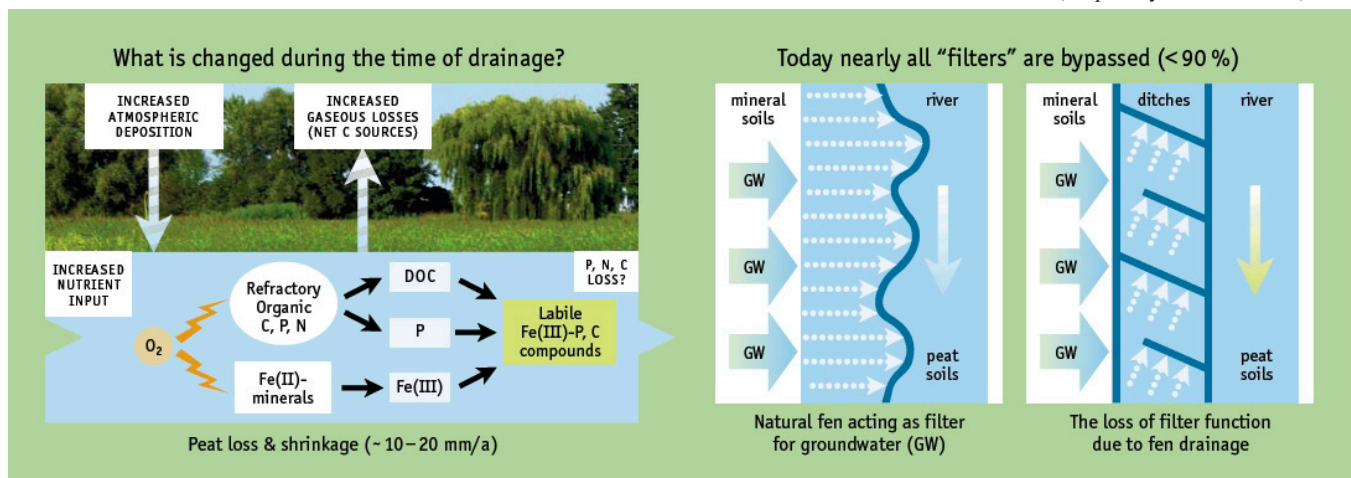 What is changed during the time of drainage?
INCREASED
ATMOSPHERIC
DEPOSITION
INCREASED
GASEOUS LOSSES
(NET C SOURCES)
INCREASED
NUTRIENT
INPUT
P, N, C
LOSS?
O2
Refractory
Organic
C, P, N
DOC
P
Labile
Fe(III)-P, C
compounds
Fe(II)-
minerals
Fe(III)
Peat loss & shrinkage (~10–20 mm/a)
Today nearly all “filters” are bypassed (<90 %)
mineral
soils
river
GW
GW
GW
peat
soils
Natural fen acting as filter
for groundwater (GW)
mineral
soils
ditches
river
GW
GW
GW
peat
soils
The loss of filter function
due to fen drainage